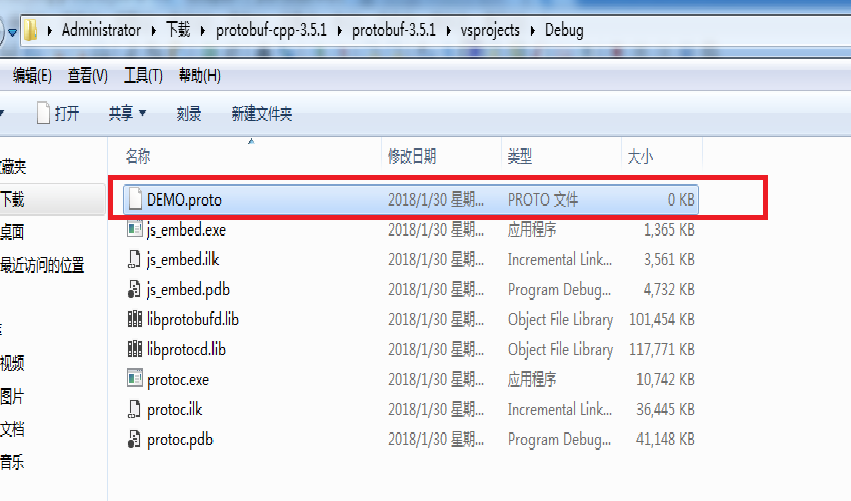 Administrator 下载 protobuf-cpp-3.5.1 protobuf-3.5.1 vsprojects Debug
编辑(E) 查看(V) 工具(T) 帮助(H)
打开 共享 刻录 新建文件夹
名称 修改日期 类型 大小
藏夹
下载
桌面
最近访问的位置
视频
图片
文档
音乐
DEMO.proto 2018/1/30 星期... PROTO 文件 0 KB
js_embed.exe 2018/1/30 星期... 应用程序 1,365 KB
js_embed.ilk 2018/1/30 星期... Incremental Link... 3,561 KB
js_embed.pdb 2018/1/30 星期... Program Debug... 4,732 KB
libprotobufd.lib 2018/1/30 星期... Object File Library 101,454 KB
libprotocd.lib 2018/1/30 星期... Object File Library 117,771 KB
protoc.exe 2018/1/30 星期... 应用程序 10,742 KB
protoc.ilk 2018/1/30 星期... Incremental Link... 36,445 KB
protoc.pdb 2018/1/30 星期... Program Debug... 41,148 KB